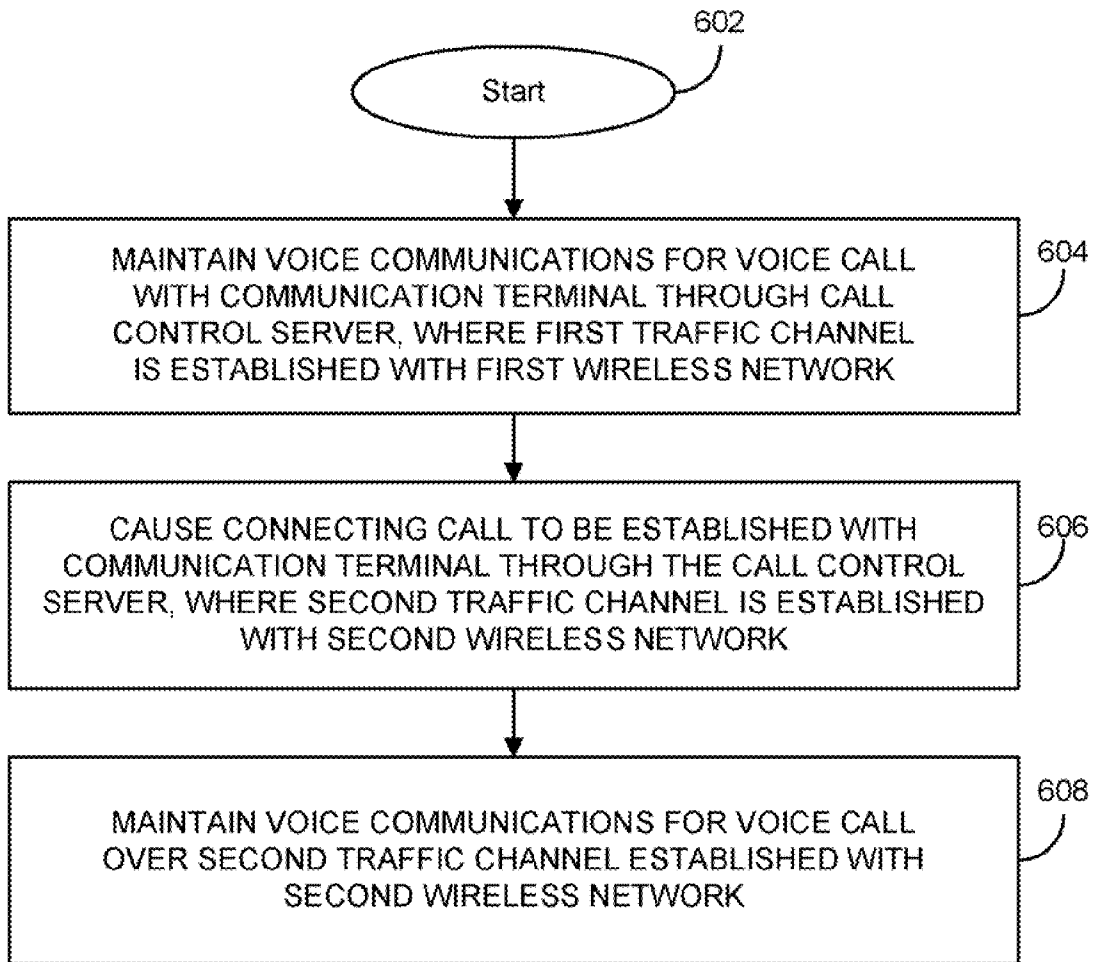 602
Start
MAINTAIN VOICE COMMUNICATIONS FOR VOICE CALL
WITH COMMUNICATION TERMINAL THROUGH CALL
CONTROL SERVER, WHERE FIRST TRAFFIC CHANNEL
IS ESTABLISHED WITH FIRST WIRELESS NETWORK
604
CAUSE CONNECTING CALL TO BE ESTABLISHED WITH
COMMUNICATION TERMINAL THROUGH THE CALL CONTROL
SERVER, WHERE SECOND TRAFFIC CHANNEL IS ESTABLISHED
WITH SECOND WIRELESS NETWORK
606
MAINTAIN VOICE COMMUNICATIONS FOR VOICE CALL
OVER SECOND TRAFFIC CHANNEL ESTABLISHED WITH
SECOND WIRELESS NETWORK
608